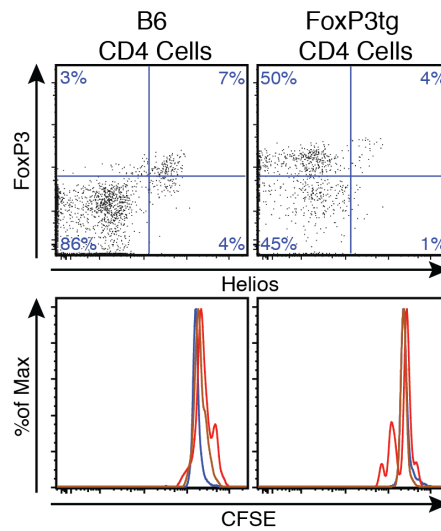 B6
CD4 Cells
FoxP3tg
CD4 Cells
FoxP3
3%
7%
86%
4%
50%
4%
45%
1%
Helios
%of Max
CFSE